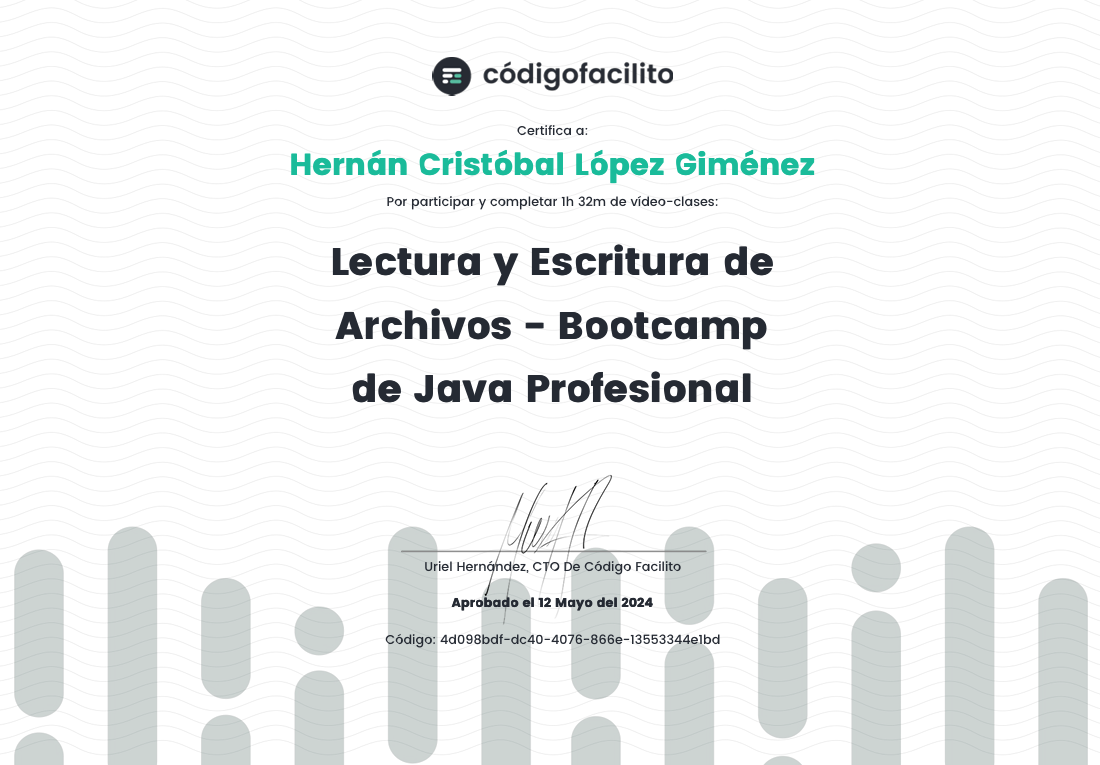 códigofacilito
Certifica a:
Hernán Cristóbal López Giménez
Por participar y completar 1h 32m de vídeo-clases:
Lectura y Escritura de
Archivos - Bootcamp
de Java Profesional
Uriel Hernández, CTO De Código Facilito
Aprobado el 12 Mayo del 2024
Código: 4d098bdf-dc40-4076-866e-13553344e1bd